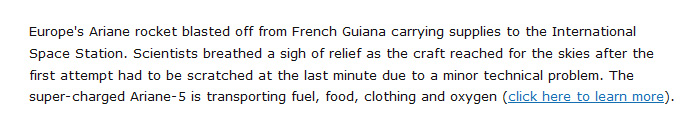 Europe's Ariane rocket blasted off from French Guiana carrying supplies to the International
Space Station. Scientists breathed a sigh of relief as the craft reached for the skies after the
first attempt had to be scratched at the last minute due to a minor technical problem. The
super-charged Ariane-5 is transporting fuel, food, clothing and oxygen (click here to learn more).